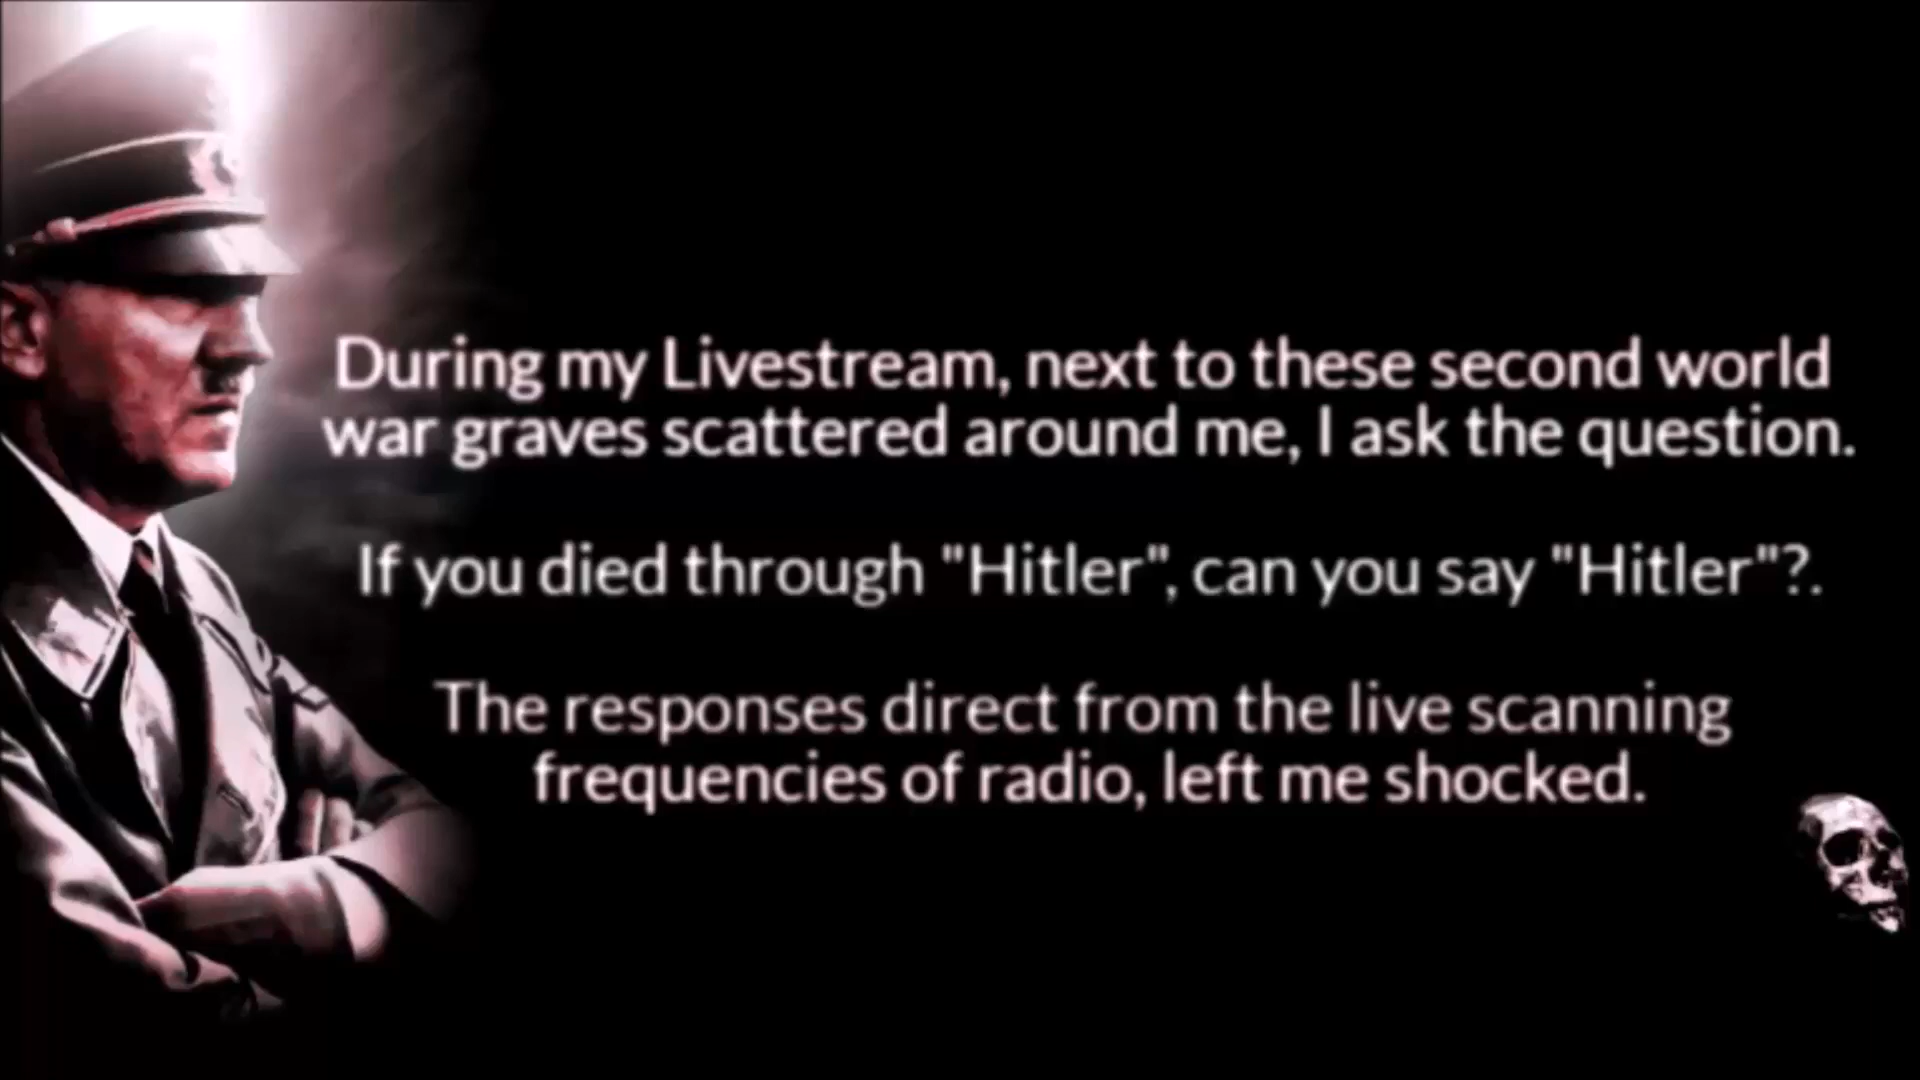 During my Livestream, next to these second world
war graves scattered around me, I ask the question.
If you died through "Hitler", can you say "Hitler"?.
The responses direct from the live scanning
frequencies of radio, left me shocked.